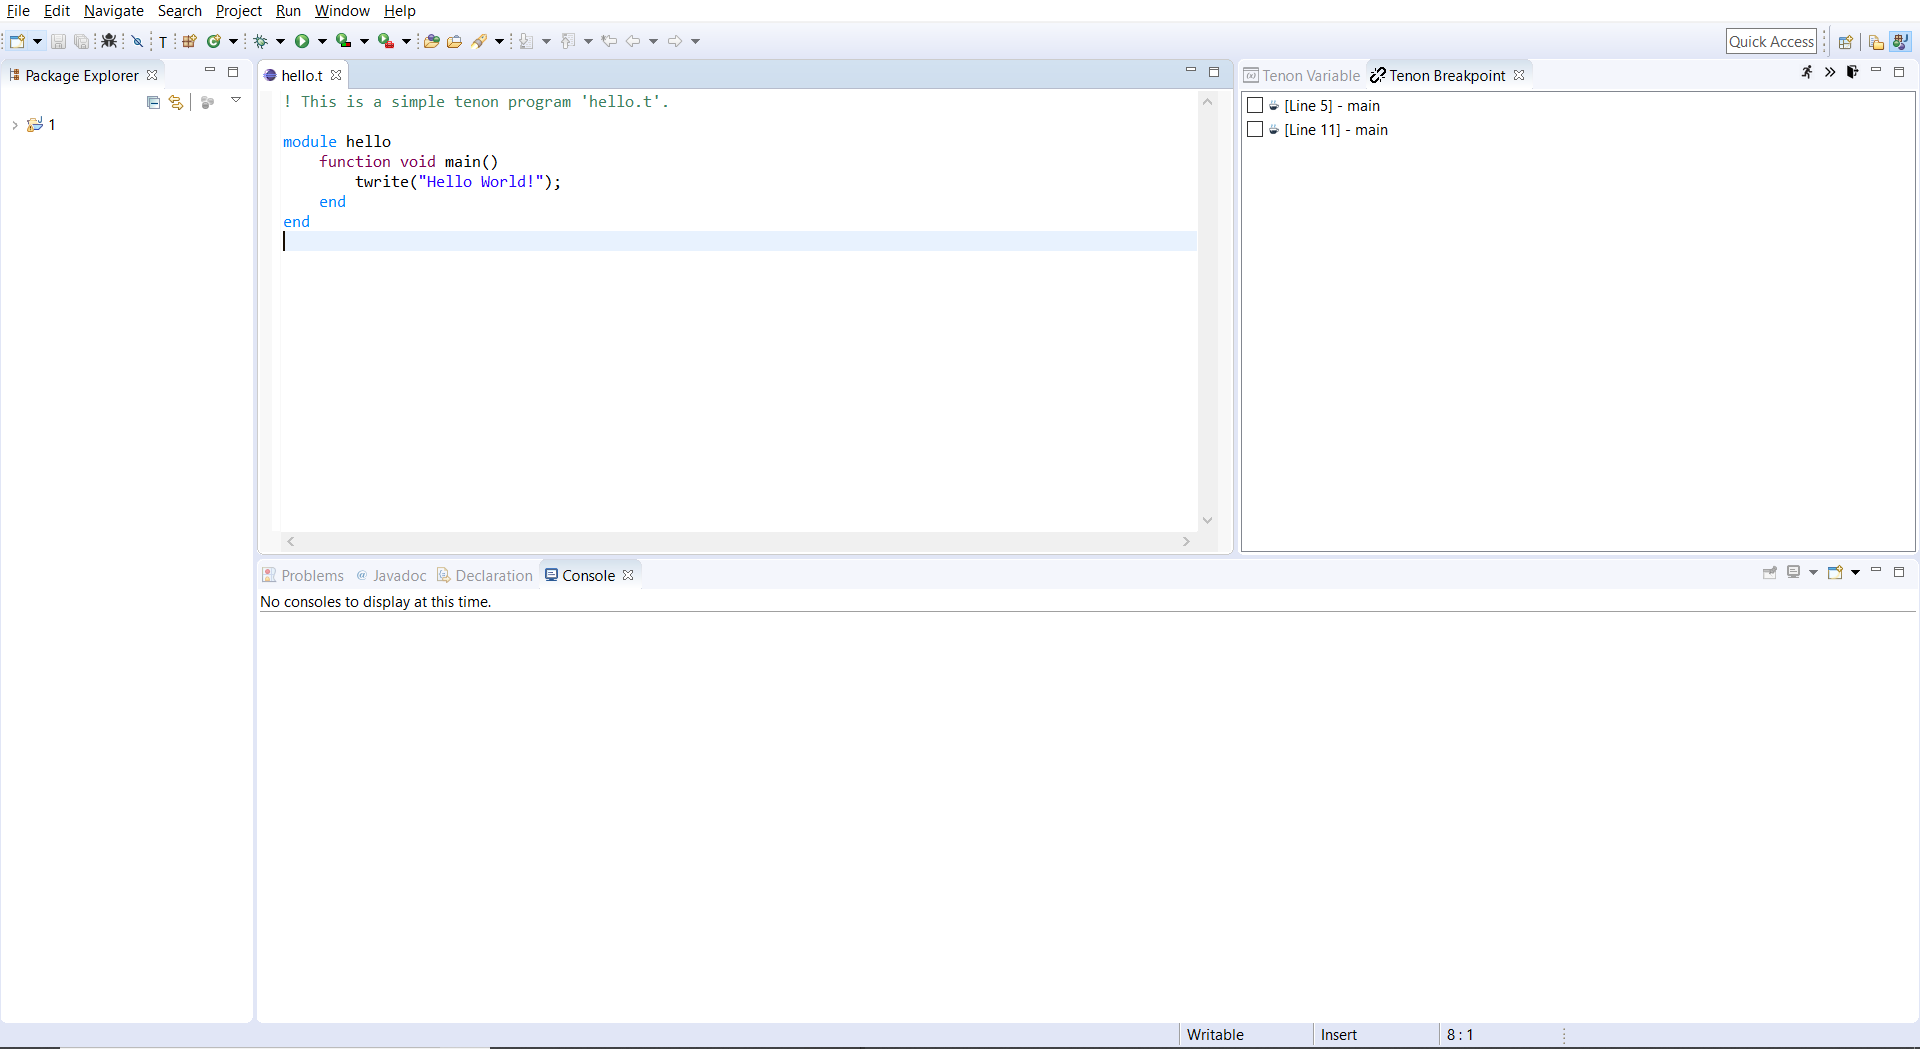 File Edit Navigate Search Project Run Window Help
T
Quick Access
Package Explorer
1
hello.t
! This is a simple tenon program 'hello.t'.
module hello
function void main()
twrite("Hello World!");
end
end
Tenon Variable Tenon Breakpoint
[Line 5] - main
[Line 11] - main
Problems @ Javadoc Declaration Console
No consoles to display at this time.
Writable Insert 8 : 1